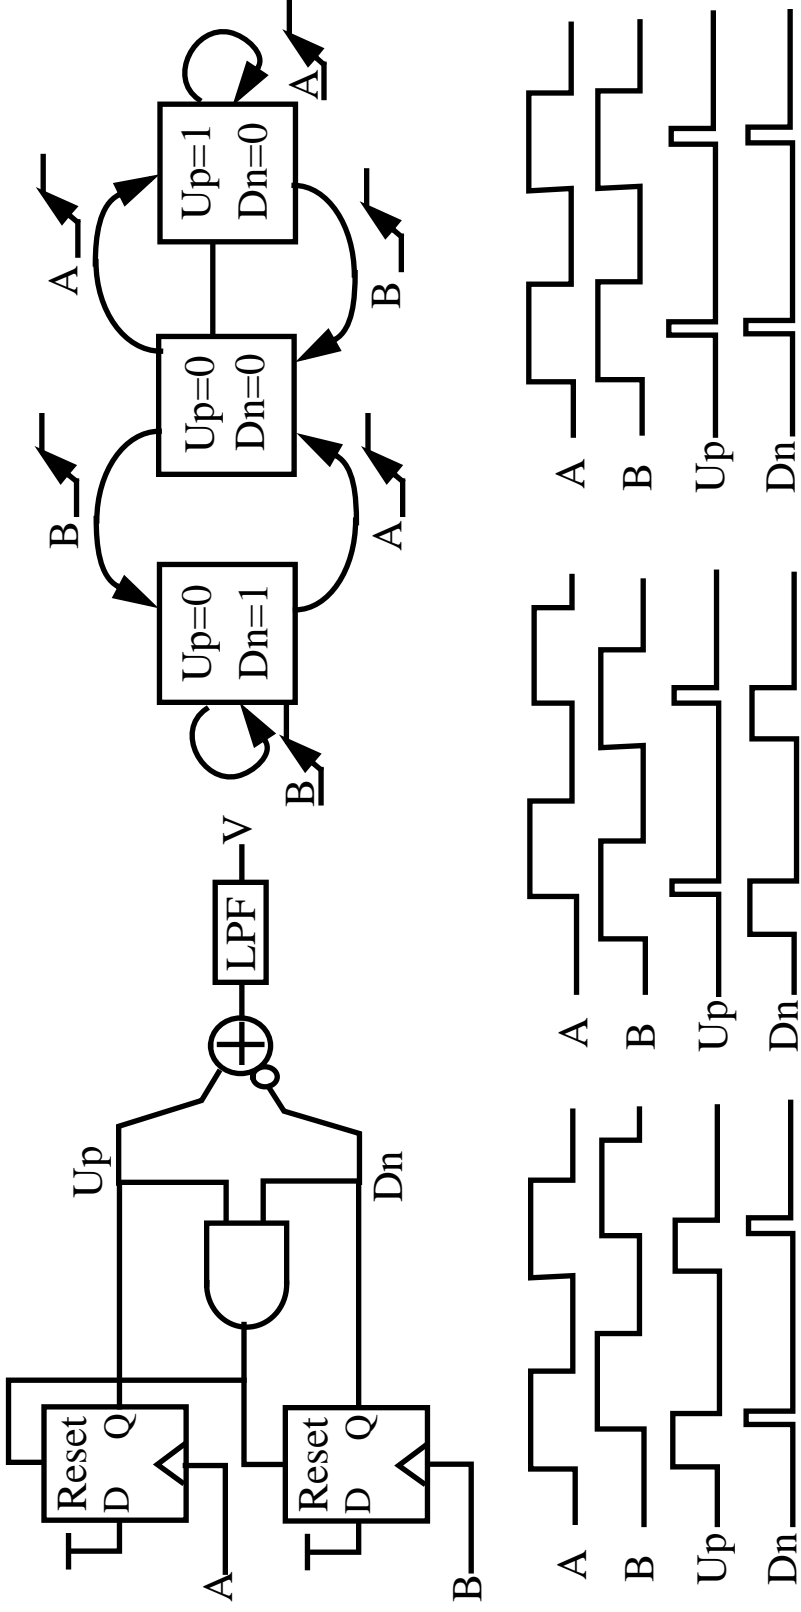 Reset
D Q
A
Reset
D Q
B
Up
Dn
LPF
V
B
Up=0
Dn=1
B
A
Up=0
Dn=0
A
B
Up=1
Dn=0
A
A
B
Up
Dn
A
B
Up
Dn
A
B
Up
Dn